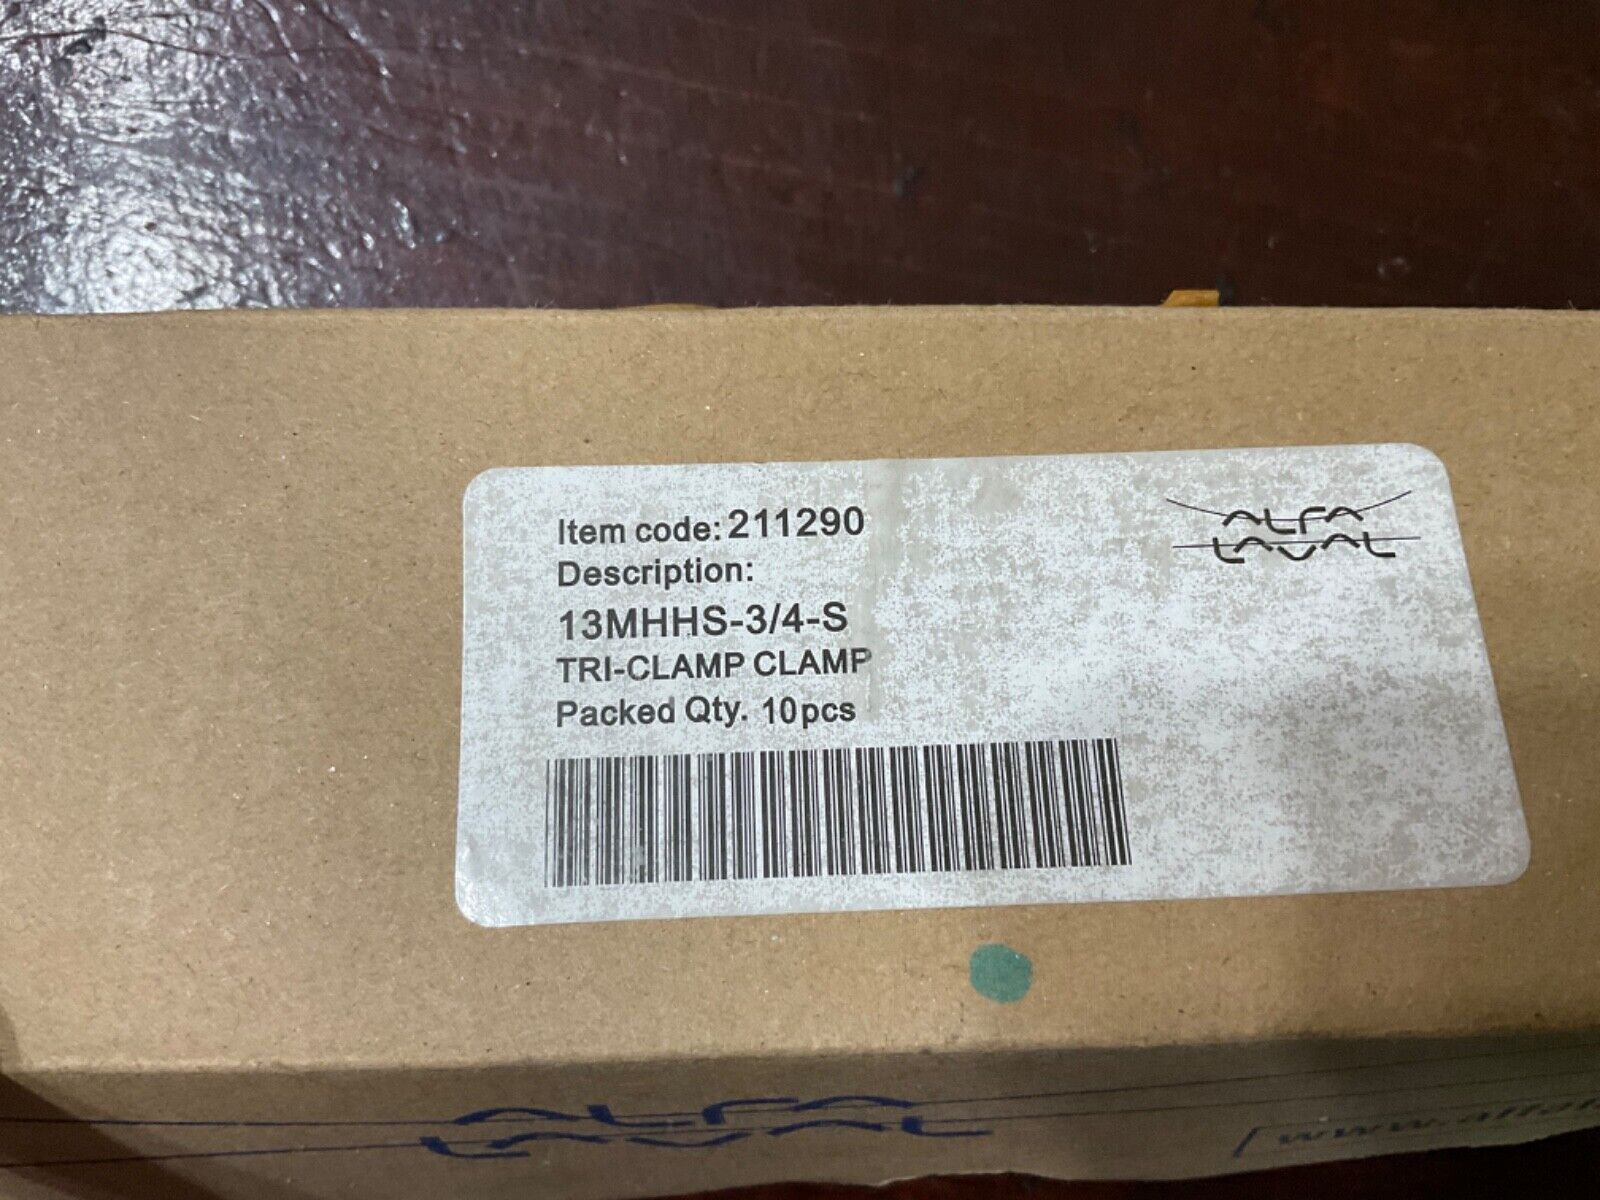 Item code: 211290
ALFA
LAVAL
Description:
13MHHS-3/4-S
TRI-CLAMP CLAMP
Packed Qty. 10pcs
ALFA
LAVAL